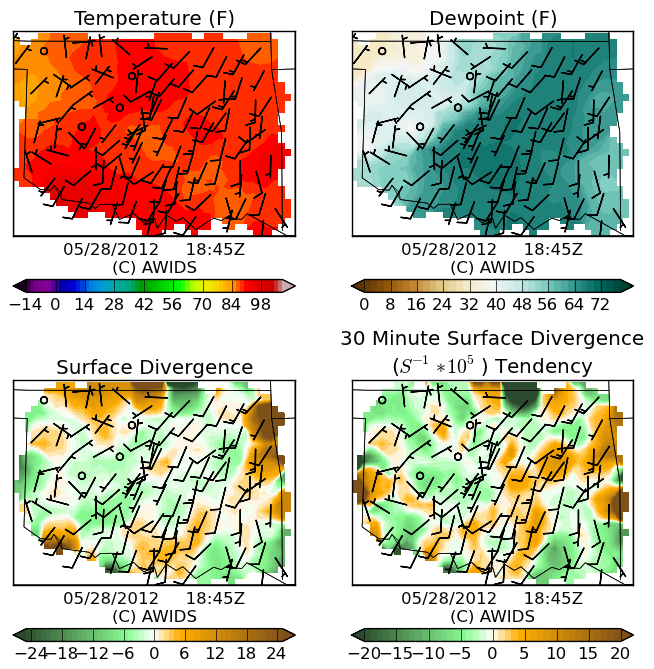 Temperature (F)
Dewpoint (F)
05/28/2012 18:45Z
(C) AWIDS
05/28/2012 18:45Z
(C) AWIDS
−14 0 14 28 42 56 70 84 98
0 8 16 24 32 40 48 56 64 72
Surface Divergence
30 Minute Surface Divergence
(S⁻¹ *10⁵ ) Tendency
05/28/2012 18:45Z
(C) AWIDS
05/28/2012 18:45Z
(C) AWIDS
−24 −18 −12 −6 0 6 12 18 24
−20 −15 −10 −5 0 5 10 15 20